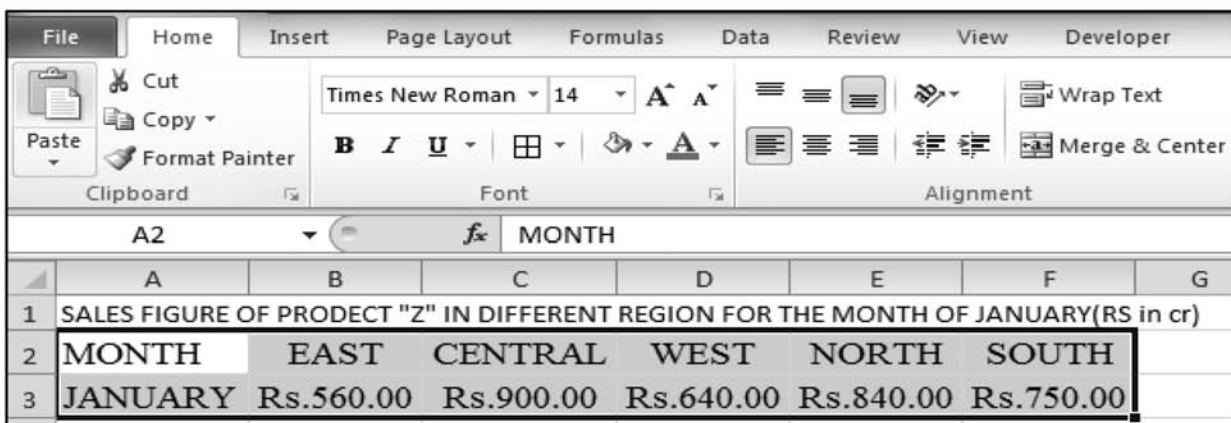 File Home Insert Page Layout Formulas Data Review View Developer
Cut
Copy
Format Painter
Paste
Clipboard
Times New Roman 14 A A
B I U A
Font
Wrap Text
Merge & Center
Alignment
A2 fx MONTH
A B C D E F G
1 SALES FIGURE OF PRODECT "Z" IN DIFFERENT REGION FOR THE MONTH OF JANUARY(RS in cr)
2 MONTH EAST CENTRAL WEST NORTH SOUTH
3 JANUARY Rs.560.00 Rs.900.00 Rs.640.00 Rs.840.00 Rs.750.00